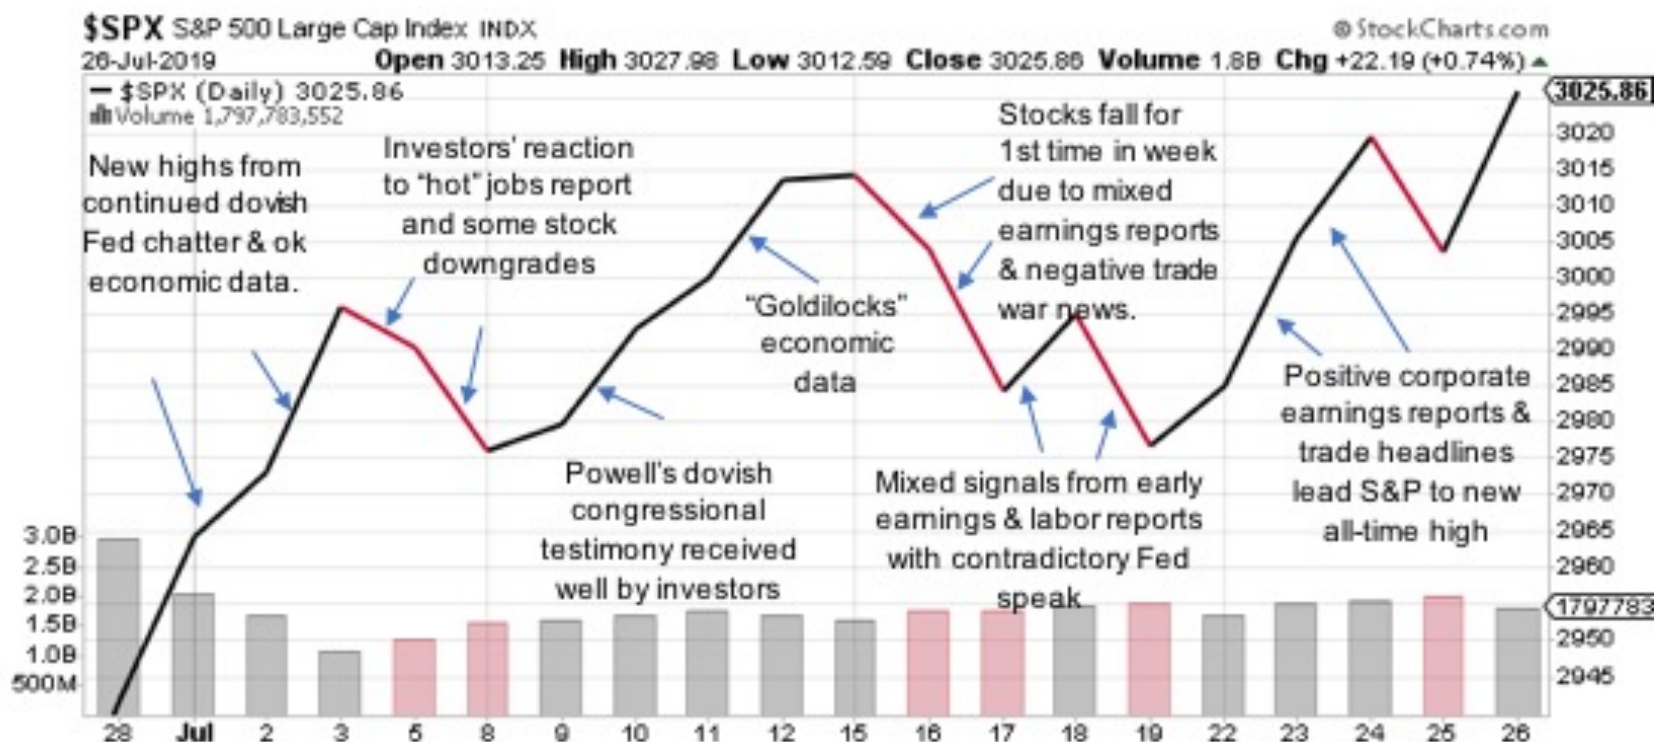 $SPX S&P 500 Large Cap Index INDX
© StockCharts.com
26-Jul-2019
Open 3013.25 High 3027.98 Low 3012.59 Close 3025.86 Volume 1.8B Chg +22.19 (+0.74%)
$SPX (Daily) 3025.86
Volume 1,797,783,552
New highs from
continued dovish
Fed chatter & ok
economic data.
Investors' reaction
to "hot" jobs report
and some stock
downgrades
Powell's dovish
congressional
testimony received
well by investors
"Goldilocks"
economic
data
Stocks fall for
1st time in week
due to mixed
earnings reports
& negative trade
war news.
Mixed signals from early
earnings & labor reports
with contradictory Fed
speak
Positive corporate
earnings reports &
trade headlines
lead S&P to new
all-time high
3025.86
3020
3015
3010
3005
3000
2995
2990
2985
2980
2975
2970
2965
2960
1797783
2950
2945
3.0B
2.5B
2.0B
1.5B
1.0B
500M
28 Jul 2 3 5 8 9 10 11 12 15 16 17 18 19 22 23 24 25 26